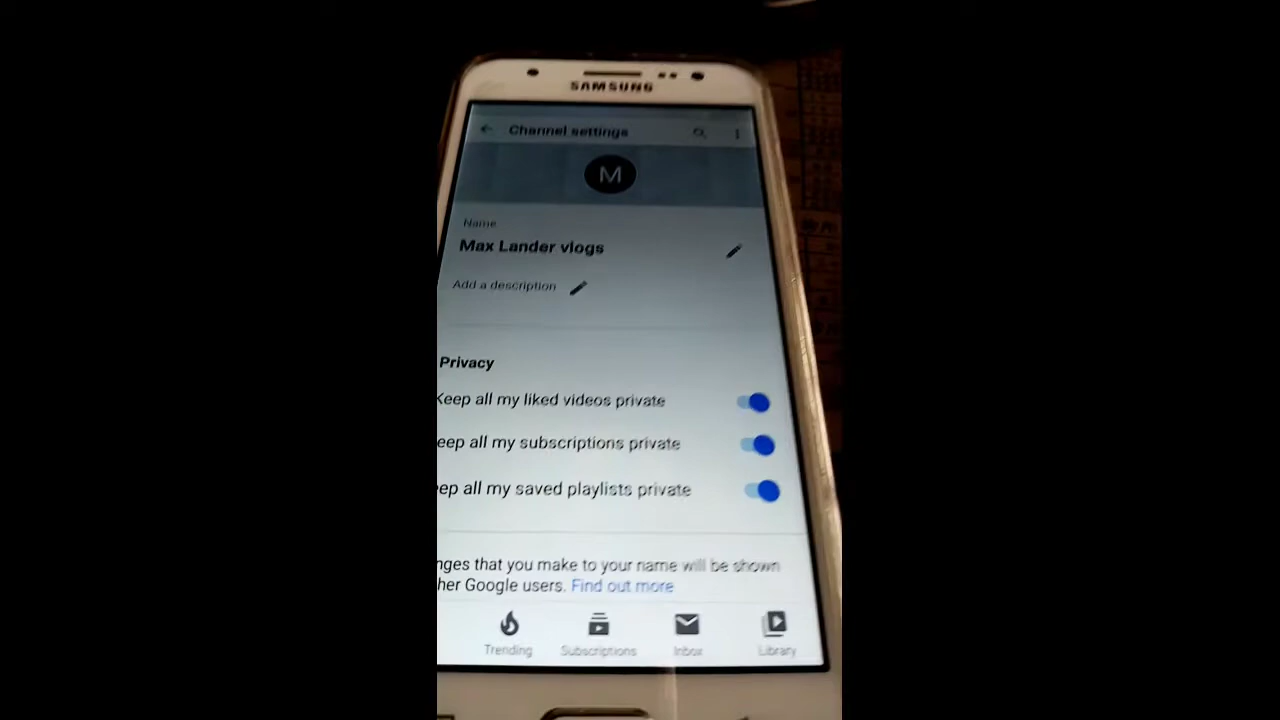 SAMSUNG
Channel settings
M
Name
Max Lander vlogs
Add a description
Privacy
Keep all my liked videos private
eep all my subscriptions private
ep all my saved playlists private
nges that you make to your name will be shown
her Google users. Find out more
Trending Subscriptions Inbox Library